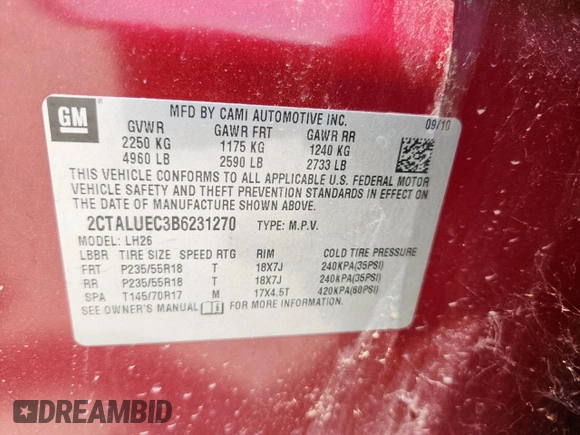 GM
MFD BY CAMI AUTOMOTIVE INC.
09/10
GVWR GAWR FRT GAWR RR
2250 KG 1175 KG 1240 KG
4960 LB 2590 LB 2733 LB
THIS VEHICLE CONFORMS TO ALL APPLICABLE U.S. FEDERAL MOTOR
VEHICLE SAFETY AND THEFT PREVENTION STANDARDS IN EFFECT ON
THE DATE OF MANUFACTURE SHOWN ABOVE.
2CTALUEC3B6231270 TYPE: M.P.V.
MODEL: LH26
LBBR TIRE SIZE SPEED RTG RIM COLD TIRE PRESSURE
FRT P235/55R18 T 18X7J 240KPA(35PSI)
RR P235/55R18 T 18X7J 240KPA(35PSI)
SPA T145/70R17 M 17X4.5T 420KPA(60PSI)
SEE OWNER'S MANUAL FOR MORE INFORMATION.
DREAMBID